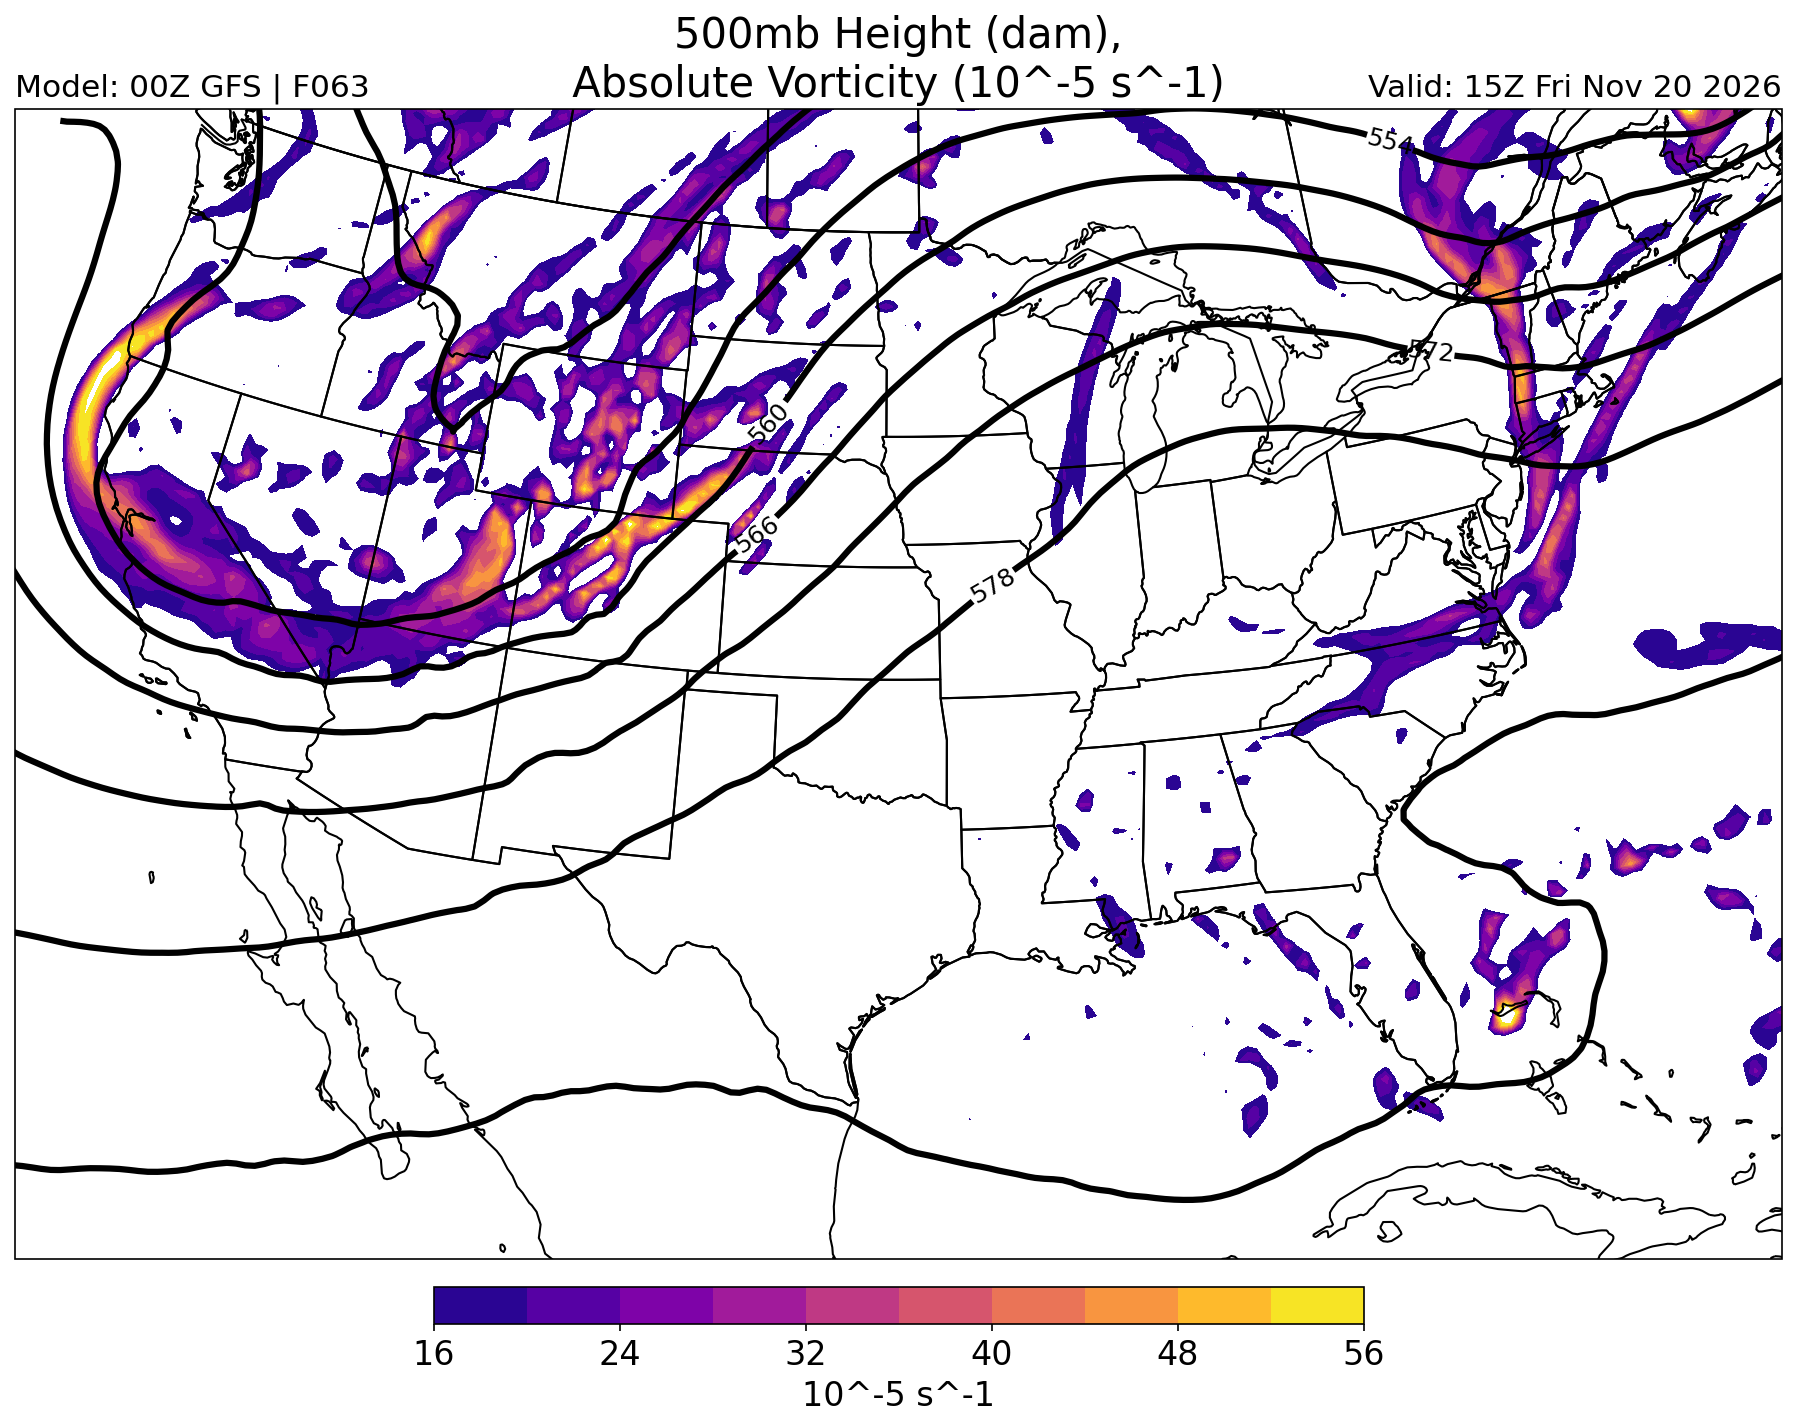 500mb Height (dam),
Absolute Vorticity (10^-5 s^-1)
Model: 00Z GFS | F063
Valid: 15Z Fri Nov 20 2026
554
572
560
566
578
16 24 32 40 48 56
10^-5 s^-1